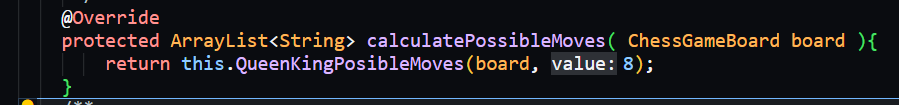 @Override
protected ArrayList<String> calculatePossibleMoves( ChessGameBoard board ){
return this.QueenKingPosibleMoves(board, value: 8);
}
/**